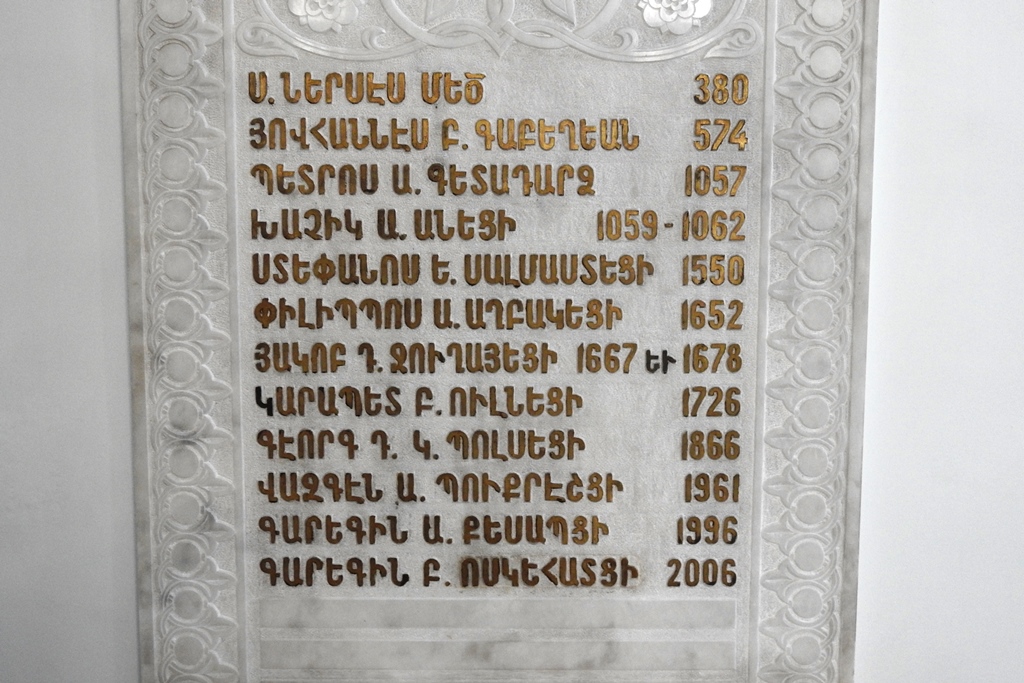 Ս. ՆԵՐՍԷՍ ՄԵԾ 380
ՅՈՎՀԱՆՆԷՍ Բ. ԳԱԲԵՂԵԱՆ 574
ՊԵՏՐՈՍ Ա. ԳԵՏԱԴԱՐՁ 1057
ԽԱՉԻԿ Ա. ԱՆԵՑԻ 1059-1062
ՍՏԵՓԱՆՈՍ Ե. ՍԱԼՄԱՍՏԵՑԻ 1550
ՓԻԼԻՊՊՈՍ Ա. ԱՂԲԱԿԵՑԻ 1652
ՅԱԿՈԲ Դ. ՋՈՒՂԱՅԵՑԻ 1667 ԵՒ 1678
ԿԱՐԱՊԵՏ Բ. ՈՒԼՆԵՑԻ 1726
ԳԷՈՐԳ Դ. Կ. ՊՈԼՍԵՑԻ 1866
ՎԱԶԳԷՆ Ա. ՊՈՒՔՐԷՇՑԻ 1961
ԳԱՐԵԳԻՆ Ա. ՔԵՍԱՊՑԻ 1996
ԳԱՐԵԳԻՆ Բ. ՈՍԿԵՀԱՏՑԻ 2006